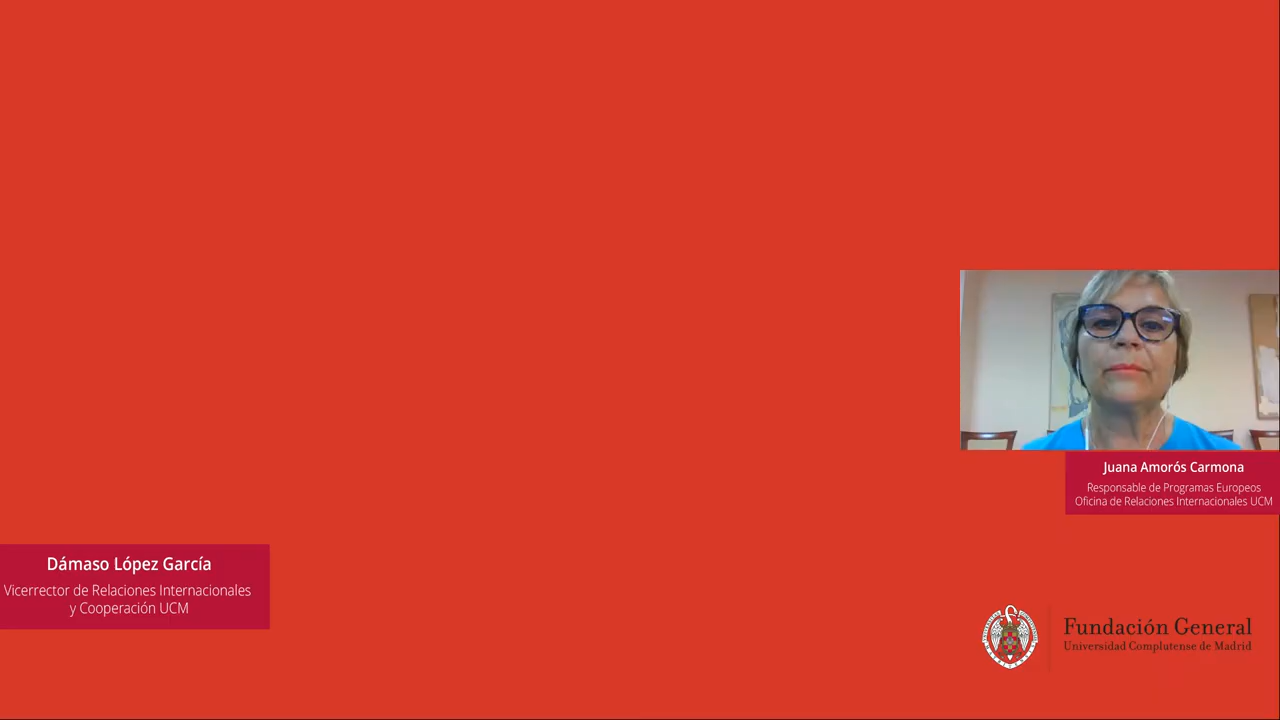 Juana Amorós Carmona
Responsable de Programas Europeos
Oficina de Relaciones Internacionales UCM
Dámaso López García
Vicerrector de Relaciones Internacionales
y Cooperación UCM
Fundación General
Universidad Complutense de Madrid